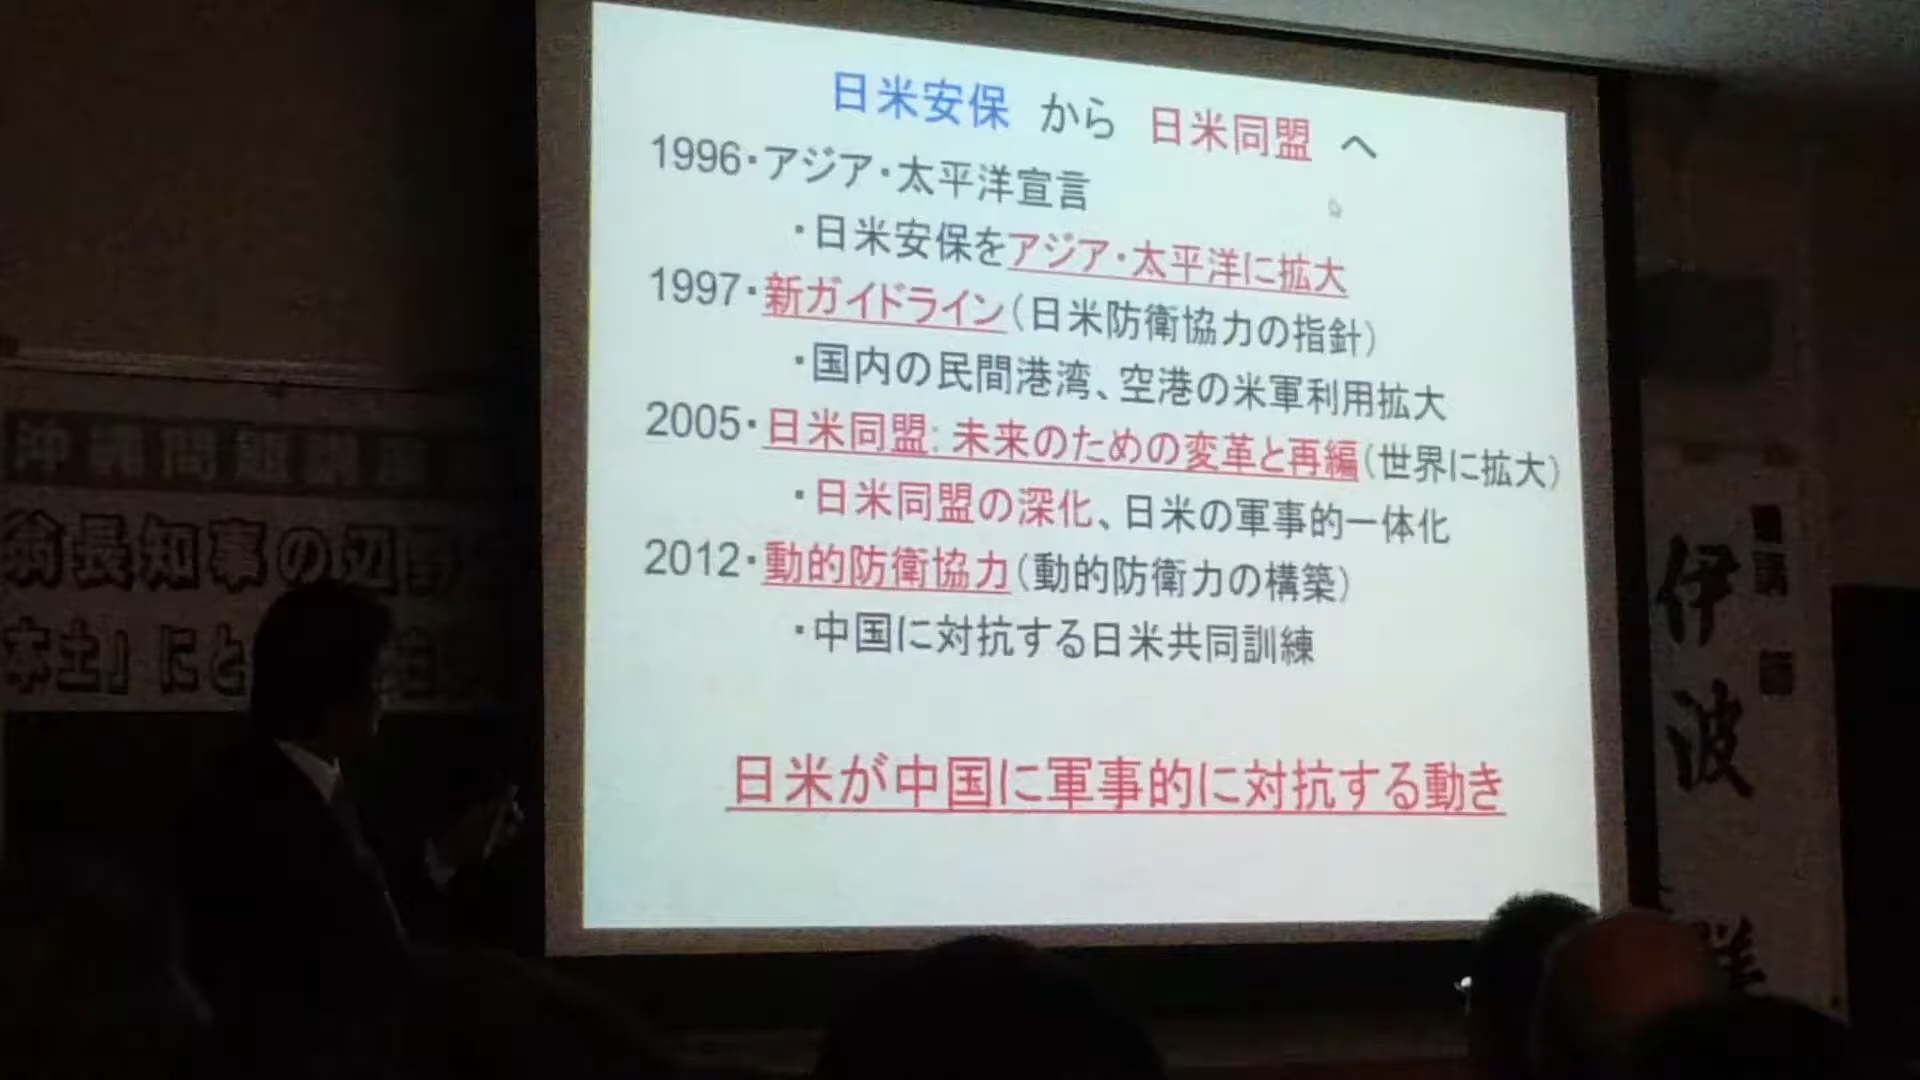 日米安保 から 日米同盟 へ
1996・アジア・太平洋宣言
・日米安保をアジア・太平洋に拡大
1997・新ガイドライン(日米防衛協力の指針)
・国内の民間港湾、空港の米軍利用拡大
2005・日米同盟: 未来のための変革と再編(世界に拡大)
・日米同盟の深化、日米の軍事的一体化
2012・動的防衛協力(動的防衛力の構築)
・中国に対抗する日米共同訓練
日米が中国に軍事的に対抗する動き
沖縄問題講座
翁長知事の辺野
本土」にと
講師
伊波